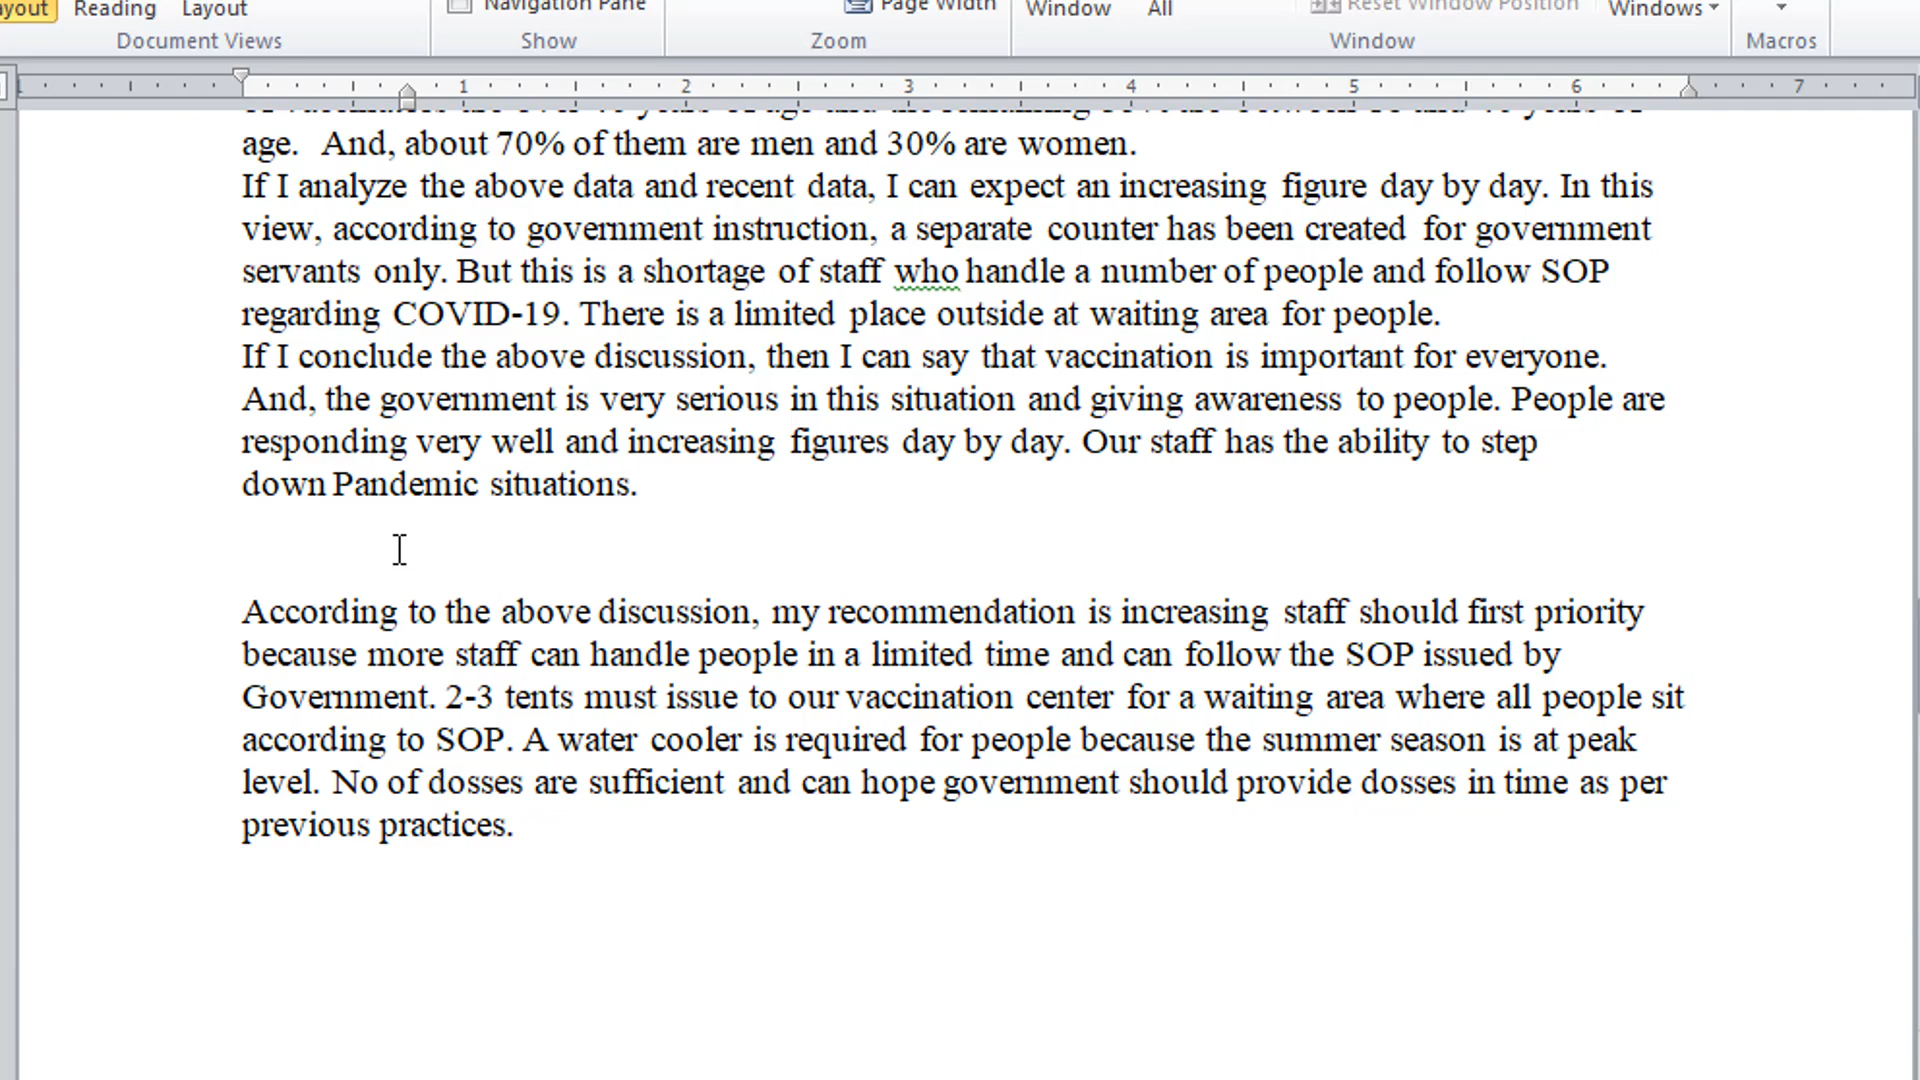 ayout Reading Layout Navigation Pane Page Width Window All Reset Window Position Windows
Document Views Show Zoom Window Macros
1 2 3 4 5 6 7
age. And, about 70% of them are men and 30% are women.
If I analyze the above data and recent data, I can expect an increasing figure day by day. In this
view, according to government instruction, a separate counter has been created for government
servants only. But this is a shortage of staff who handle a number of people and follow SOP
regarding COVID-19. There is a limited place outside at waiting area for people.
If I conclude the above discussion, then I can say that vaccination is important for everyone.
And, the government is very serious in this situation and giving awareness to people. People are
responding very well and increasing figures day by day. Our staff has the ability to step
down Pandemic situations.
According to the above discussion, my recommendation is increasing staff should first priority
because more staff can handle people in a limited time and can follow the SOP issued by
Government. 2-3 tents must issue to our vaccination center for a waiting area where all people sit
according to SOP. A water cooler is required for people because the summer season is at peak
level. No of dosses are sufficient and can hope government should provide dosses in time as per
previous practices.